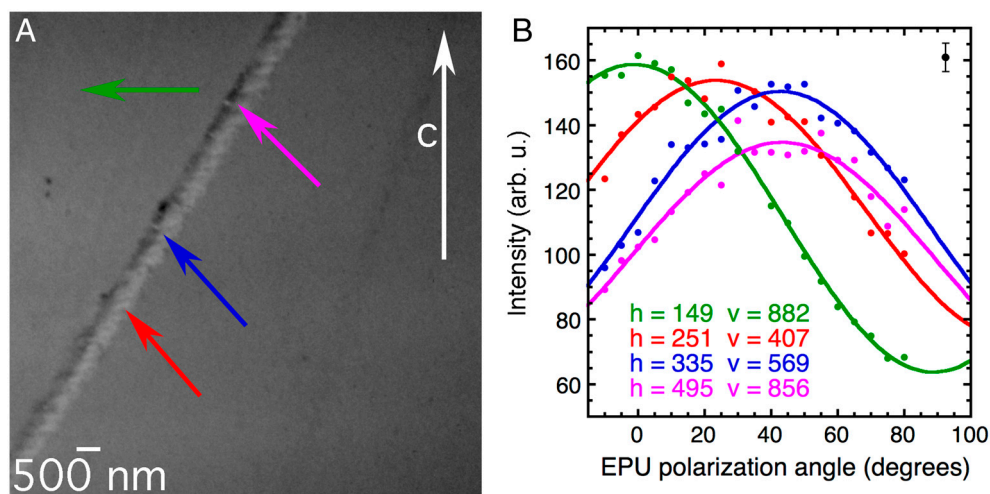 A
C
500 nm
B
160
140
120
100
80
60
0
20
40
60
80
100
Intensity (arb. u.)
EPU polarization angle (degrees)
h = 149 v = 882
h = 251 v = 407
h = 335 v = 569
h = 495 v = 856